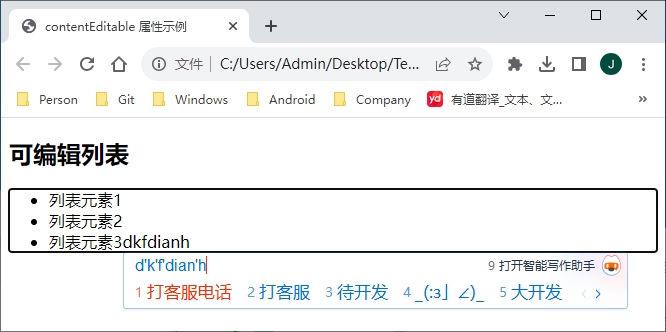 contentEditable 属性示例
文件 | C:/Users/Admin/Desktop/Te...
J
Person Git Windows Android Company yd 有道翻译_文本、文... »
可编辑列表
• 列表元素1
• 列表元素2
• 列表元素3dkfdianh
d'k'f'dian'h 9 打开智能写作助手
1 打客服电话 2 打客服 3 待开发 4 _(:з」∠)_ 5 大开发